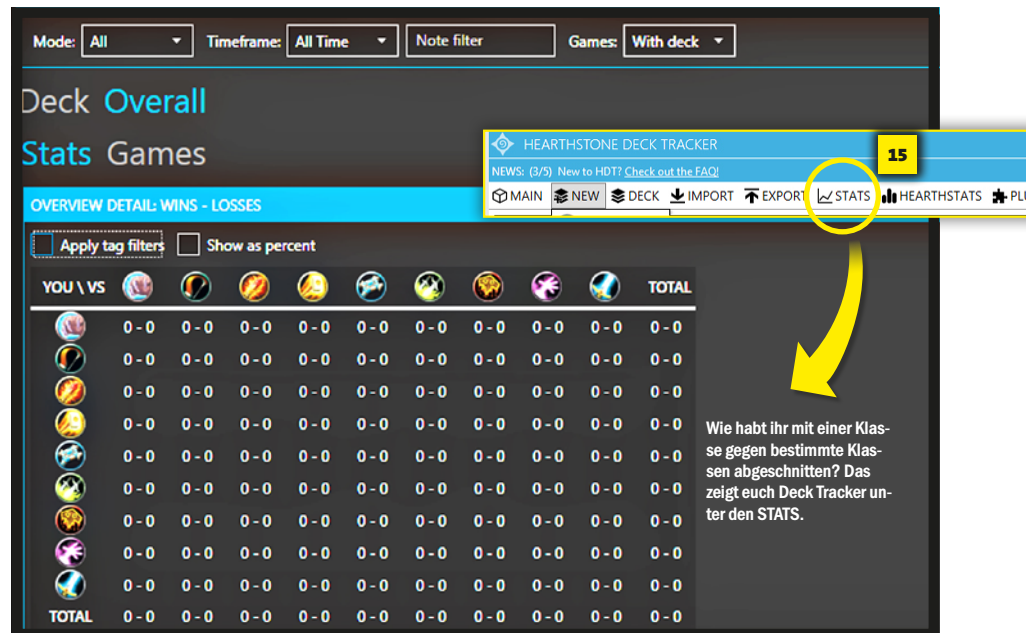 Mode: All Timeframe: All Time Note filter Games: With deck
Deck Overall
Stats Games
HEARTHSTONE DECK TRACKER
15
NEWS: (3/5) New to HDT? Check out the FAQ!
MAIN NEW DECK IMPORT EXPORT STATS HEARTHSTATS PLU
OVERVIEW DETAIL: WINS - LOSSES
Apply tag filters Show as percent
YOU \ VS TOTAL
0 - 0 0 - 0 0 - 0 0 - 0 0 - 0 0 - 0 0 - 0 0 - 0 0 - 0 0 - 0
0 - 0 0 - 0 0 - 0 0 - 0 0 - 0 0 - 0 0 - 0 0 - 0 0 - 0 0 - 0
0 - 0 0 - 0 0 - 0 0 - 0 0 - 0 0 - 0 0 - 0 0 - 0 0 - 0 0 - 0
0 - 0 0 - 0 0 - 0 0 - 0 0 - 0 0 - 0 0 - 0 0 - 0 0 - 0 0 - 0
0 - 0 0 - 0 0 - 0 0 - 0 0 - 0 0 - 0 0 - 0 0 - 0 0 - 0 0 - 0
0 - 0 0 - 0 0 - 0 0 - 0 0 - 0 0 - 0 0 - 0 0 - 0 0 - 0 0 - 0
0 - 0 0 - 0 0 - 0 0 - 0 0 - 0 0 - 0 0 - 0 0 - 0 0 - 0 0 - 0
0 - 0 0 - 0 0 - 0 0 - 0 0 - 0 0 - 0 0 - 0 0 - 0 0 - 0 0 - 0
0 - 0 0 - 0 0 - 0 0 - 0 0 - 0 0 - 0 0 - 0 0 - 0 0 - 0 0 - 0
TOTAL 0 - 0 0 - 0 0 - 0 0 - 0 0 - 0 0 - 0 0 - 0 0 - 0 0 - 0 0 - 0
Wie habt ihr mit einer Klas-
se gegen bestimmte Klas-
sen abgeschnitten? Das
zeigt euch Deck Tracker un-
ter den STATS.